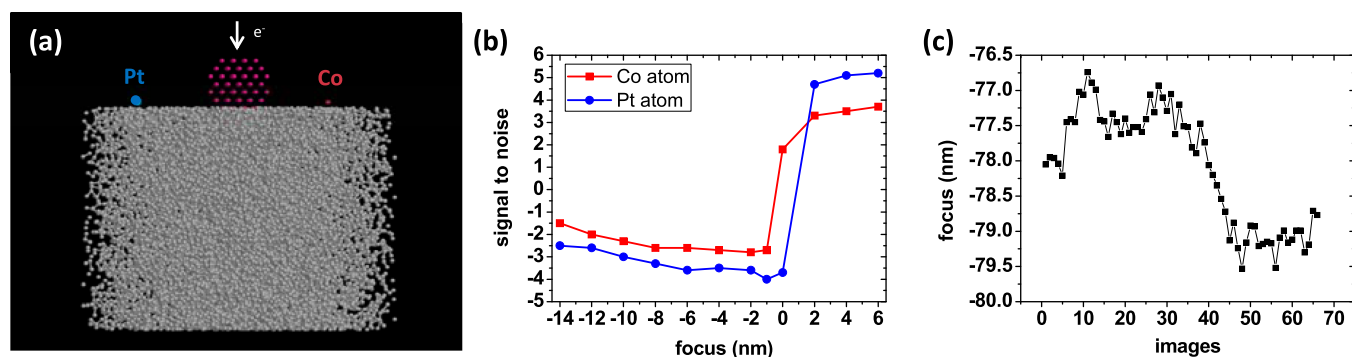 (a)
e-
Pt
Co
(b)
6
5
4
3
2
1
0
-1
-2
-3
-4
-5
signal to noise
Co atom
Pt atom
-14 -12 -10 -8 -6 -4 -2 0 2 4 6
focus (nm)
(c)
-76.5
-77.0
-77.5
-78.0
-78.5
-79.0
-79.5
-80.0
focus (nm)
0 10 20 30 40 50 60 70
images